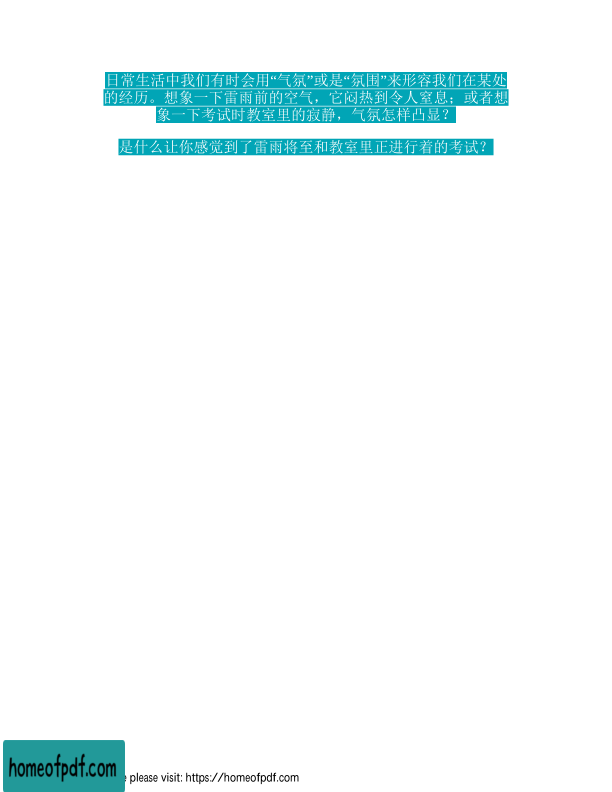 日常生活中我们有时会用“气氛”或是“氛围”来形容我们在某处
的经历。想象一下雷雨前的空气，它闷热到令人窒息；或者想
象一下考试时教室里的寂静，气氛怎样凸显？
是什么让你感觉到了雷雨将至和教室里正进行着的考试？
homeofpdf.com
e please visit: https://homeofpdf.com